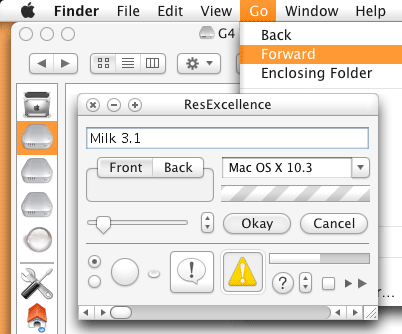 Finder File Edit View Go Window Help
G4
Back
Forward
Enclosing Folder
ResExcellence
Milk 3.1
Front Back Mac OS X 10.3
Okay Cancel
! !
?
r...